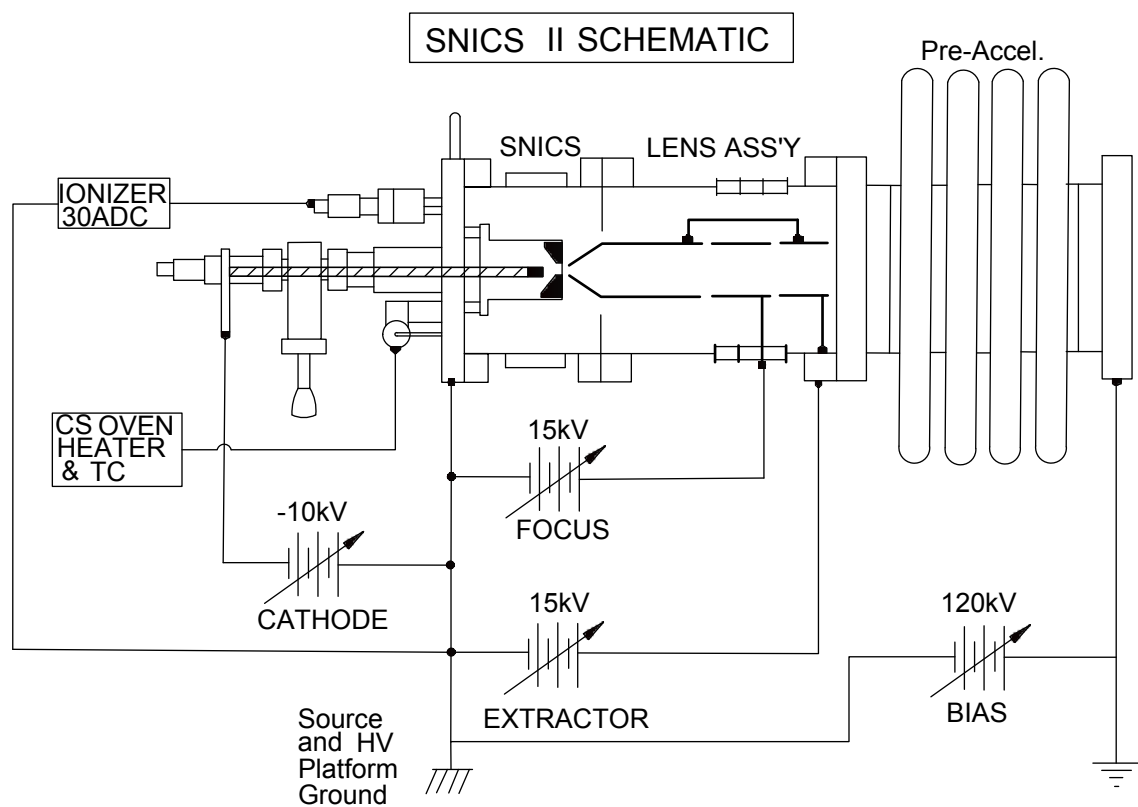 SNICS II SCHEMATIC
Pre-Accel.
SNICS
LENS ASS'Y
IONIZER
30ADC
CS OVEN
HEATER
& TC
15kV
FOCUS
-10kV
CATHODE
15kV
EXTRACTOR
120kV
BIAS
Source
and HV
Platform
Ground